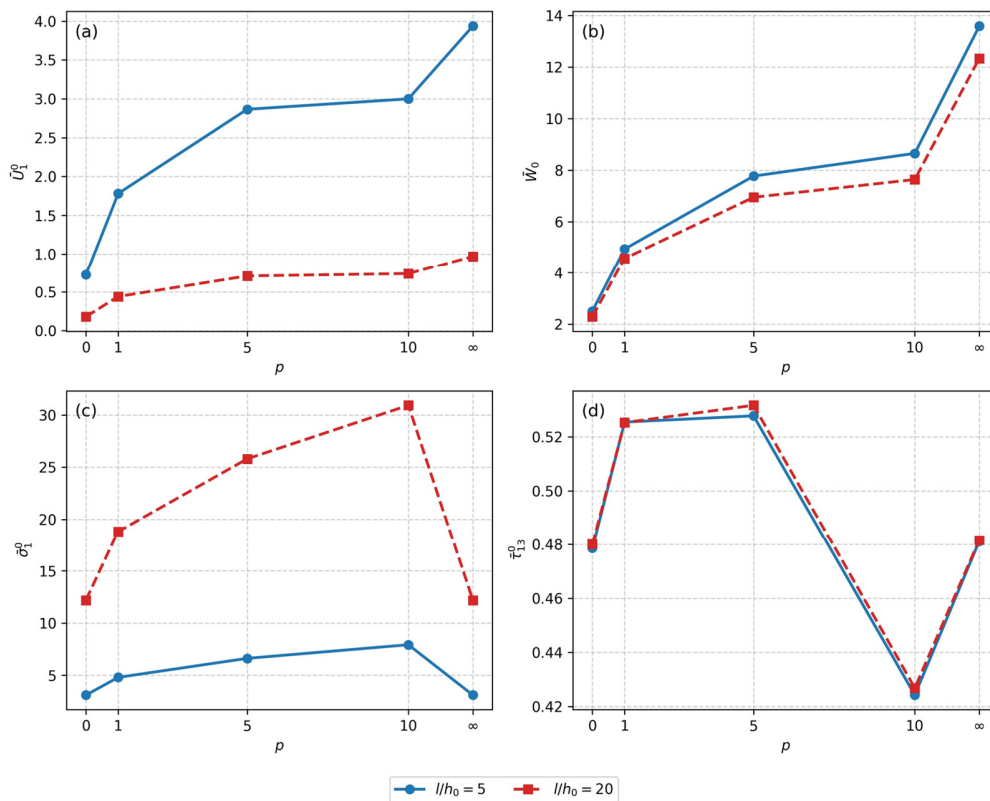 (a)
4.0
3.5
3.0
2.5
2.0
1.5
1.0
0.5
0.0
Ū₁⁰
0 1 5 10 ∞
p
(b)
14
12
10
8
6
4
2
W̄₀
0 1 5 10 ∞
p
(c)
30
25
20
15
10
5
σ̄₁⁰
0 1 5 10 ∞
p
(d)
0.52
0.50
0.48
0.46
0.44
0.42
τ̄₁₃⁰
0 1 5 10 ∞
p
l/h₀ = 5 l/h₀ = 20